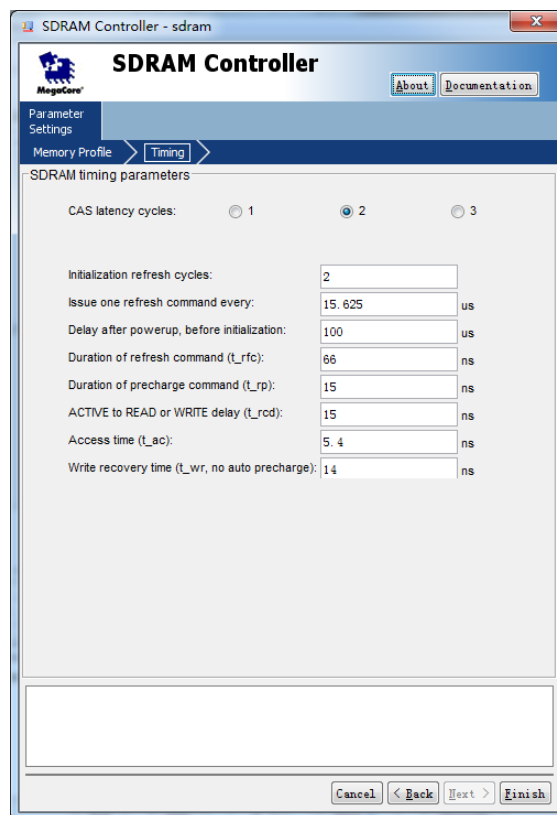 SDRAM Controller - sdram
SDRAM Controller
MegaCore'
About Documentation
Parameter
Settings
Memory Profile Timing
SDRAM timing parameters
CAS latency cycles: 1 2 3
Initialization refresh cycles: 2
Issue one refresh command every: 15.625 us
Delay after powerup, before initialization: 100 us
Duration of refresh command (t_rfc): 66 ns
Duration of precharge command (t_rp): 15 ns
ACTIVE to READ or WRITE delay (t_rcd): 15 ns
Access time (t_ac): 5.4 ns
Write recovery time (t_wr, no auto precharge): 14 ns
Cancel < Back Next > Finish